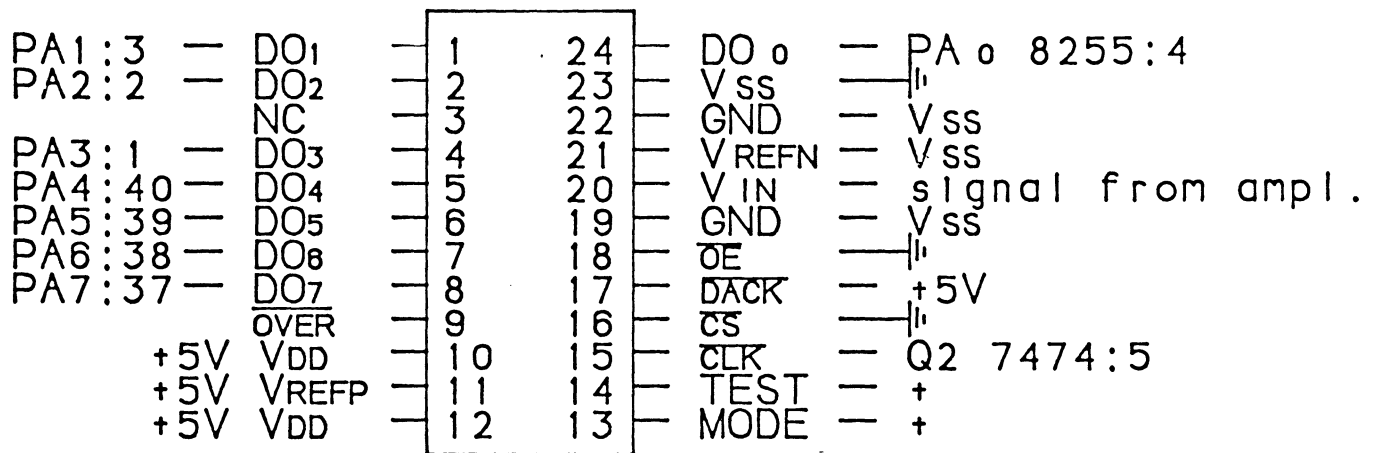 PA1:3 — DO1 — 1 24 — DO0 — PA0 8255:4
PA2:2 — DO2 — 2 23 — VSS
NC — 3 22 — GND — VSS
PA3:1 — DO3 — 4 21 — VREFN — VSS
PA4:40 — DO4 — 5 20 — VIN — signal from ampl.
PA5:39 — DO5 — 6 19 — GND — VSS
PA6:38 — DO6 — 7 18 — OE
PA7:37 — DO7 — 8 17 — DACK — +5V
OVER — 9 16 — CS
+5V VDD — 10 15 — CLK — Q2 7474:5
+5V VREFP — 11 14 — TEST — +
+5V VDD — 12 13 — MODE — +